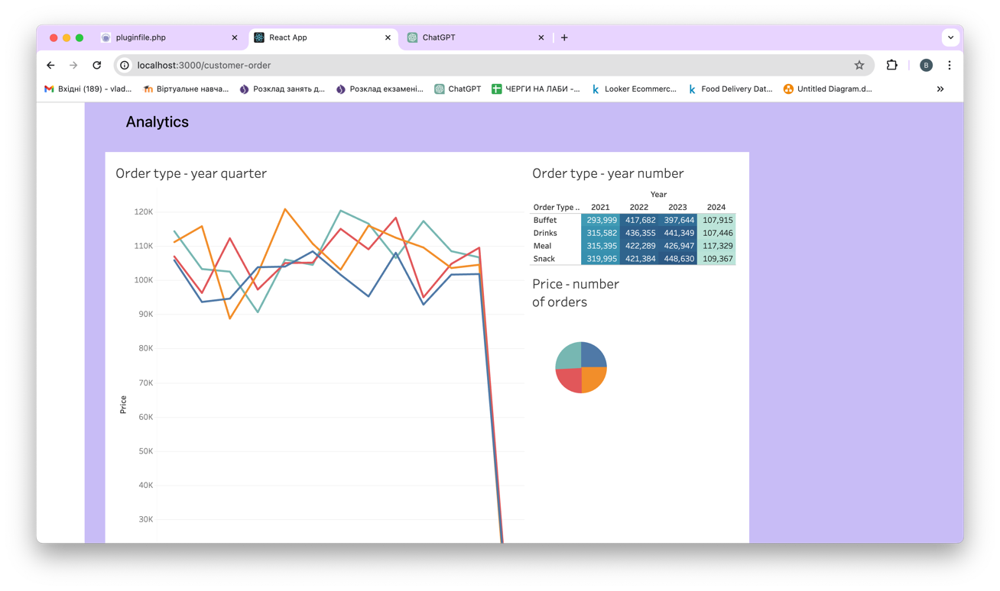 pluginfile.php
React App
ChatGPT
localhost:3000/customer-order
B
Вхідні (189) - vlad...
Віртуальне навча...
Розклад занять д...
Розклад екзамені...
ChatGPT
ЧЕРГИ НА ЛАБИ -...
Looker Ecommerc...
Food Delivery Dat...
Untitled Diagram.d...
Analytics
Order type - year quarter
120K
110K
100K
90K
80K
70K
60K
50K
40K
30K
Price
Order type - year number
Year
Order Type .. 2021 2022 2023 2024
Buffet 293,999 417,682 397,644 107,915
Drinks 315,582 436,355 441,349 107,446
Meal 315,395 422,289 426,947 117,329
Snack 319,995 421,384 448,630 109,367
Price - number
of orders